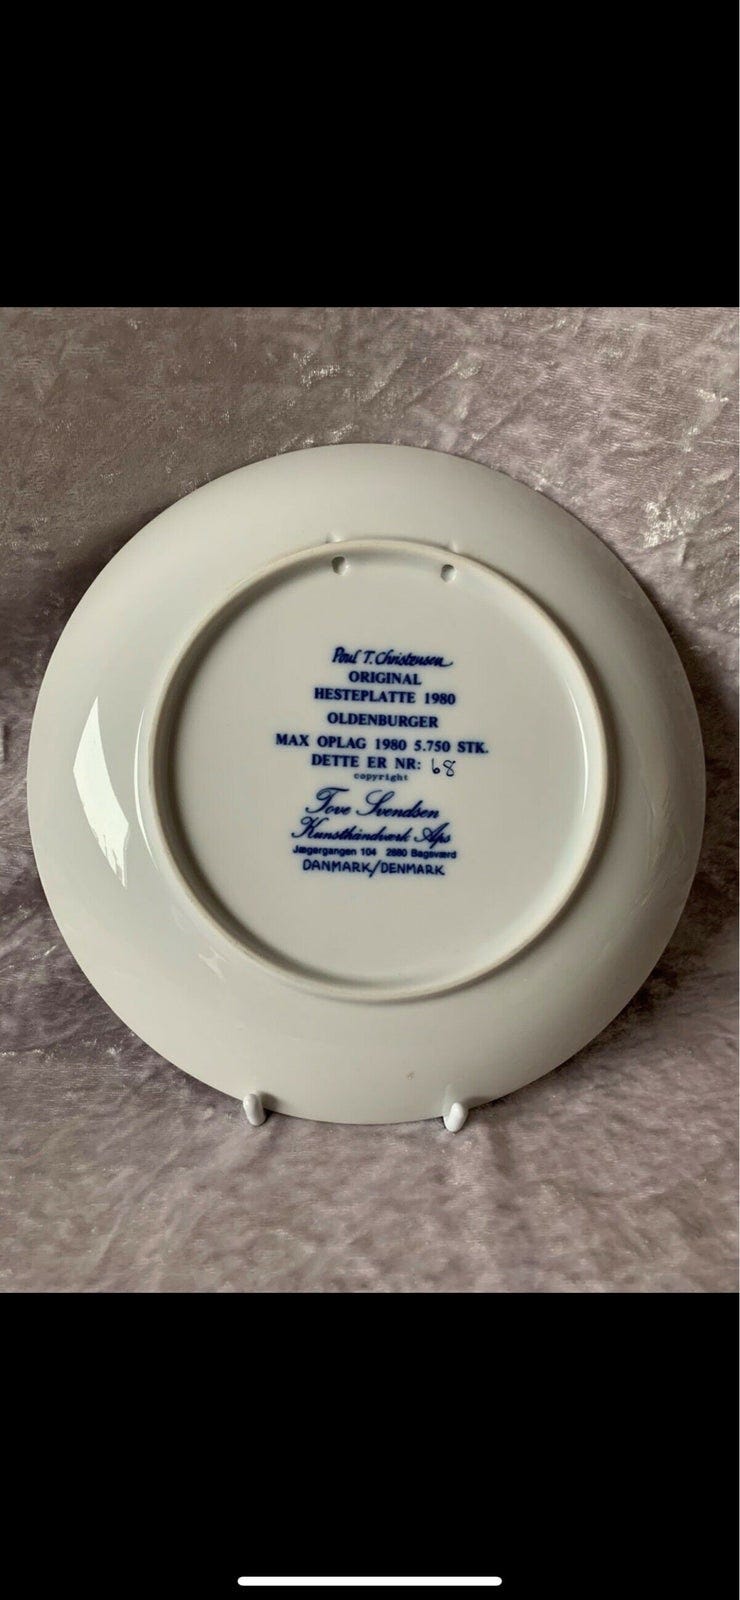 Poul T. Christensen
ORIGINAL
HESTEPLATTE 1980
OLDENBURGER
MAX OPLAG 1980 5.750 STK.
DETTE ER NR: 68
copyright
Tove Svendsen
Kunsthåndværk Aps
Jægergangen 104 2880 Bagsværd
DANMARK/DENMARK